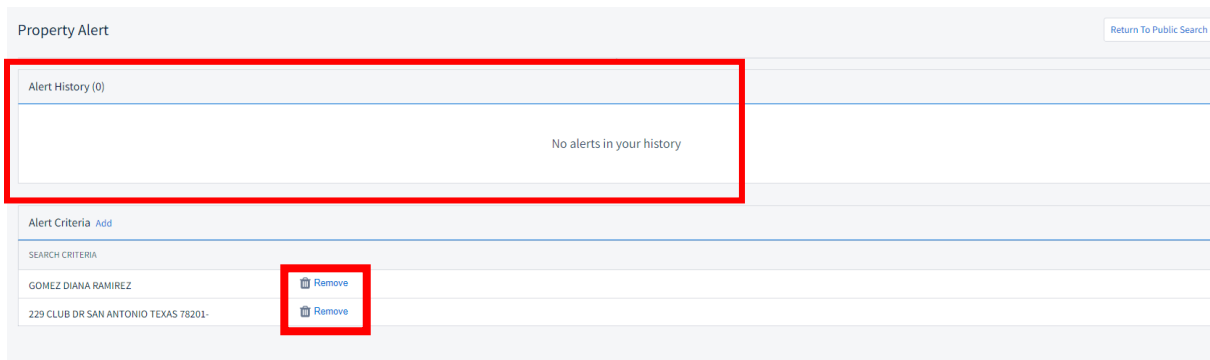 Property Alert
Return To Public Search
Alert History (0)
No alerts in your history
Alert Criteria Add
SEARCH CRITERIA
GOMEZ DIANA RAMIREZ Remove
229 CLUB DR SAN ANTONIO TEXAS 78201- Remove